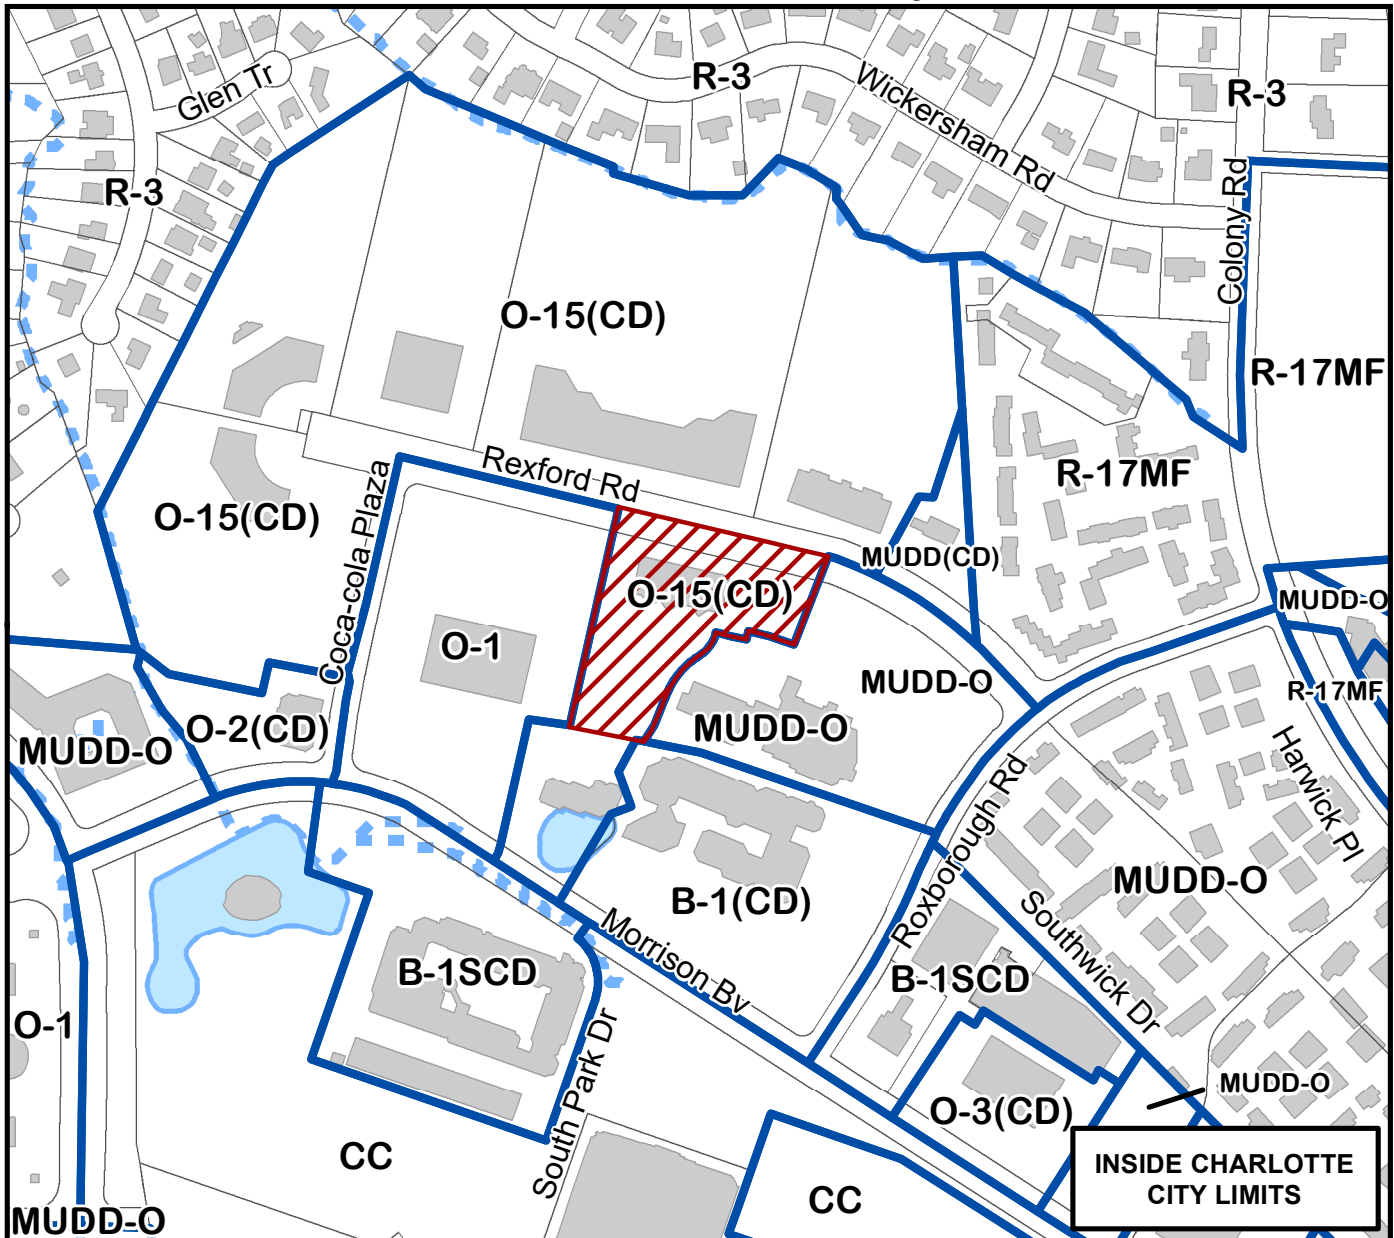 R-3
Glen Tr
Wickersham Rd
R-3
R-3
Colony Rd
O-15(CD)
R-17MF
Rexford Rd
R-17MF
O-15(CD)
Coca-cola Plaza
MUDD(CD)
O-15(CD)
MUDD-O
O-1
MUDD-O
R-17MF
O-2(CD)
MUDD-O
MUDD-O
Harwick Pl
Roxborough Rd
MUDD-O
B-1(CD)
Southwick Dr
Morrison Bv
B-1SCD
B-1SCD
O-1
South Park Dr
MUDD-O
O-3(CD)
CC
CC
MUDD-O
INSIDE CHARLOTTE
CITY LIMITS